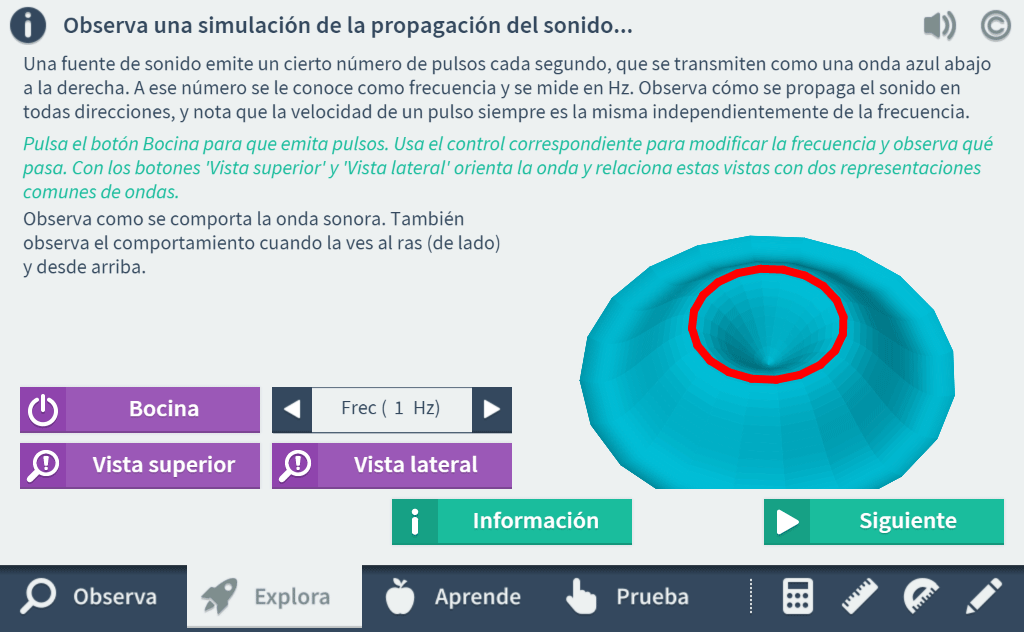 Observa una simulación de la propagación del sonido...
Una fuente de sonido emite un cierto número de pulsos cada segundo, que se transmiten como una onda azul abajo
a la derecha. A ese número se le conoce como frecuencia y se mide en Hz. Observa cómo se propaga el sonido en
todas direcciones, y nota que la velocidad de un pulso siempre es la misma independientemente de la frecuencia.
Pulsa el botón Bocina para que emita pulsos. Usa el control correspondiente para modificar la frecuencia y observa qué
pasa. Con los botones 'Vista superior' y 'Vista lateral' orienta la onda y relaciona estas vistas con dos representaciones
comunes de ondas.
Observa como se comporta la onda sonora. También
observa el comportamiento cuando la ves al ras (de lado)
y desde arriba.
Bocina
Frec ( 1 Hz)
Vista superior
Vista lateral
Información
Siguiente
Observa
Explora
Aprende
Prueba